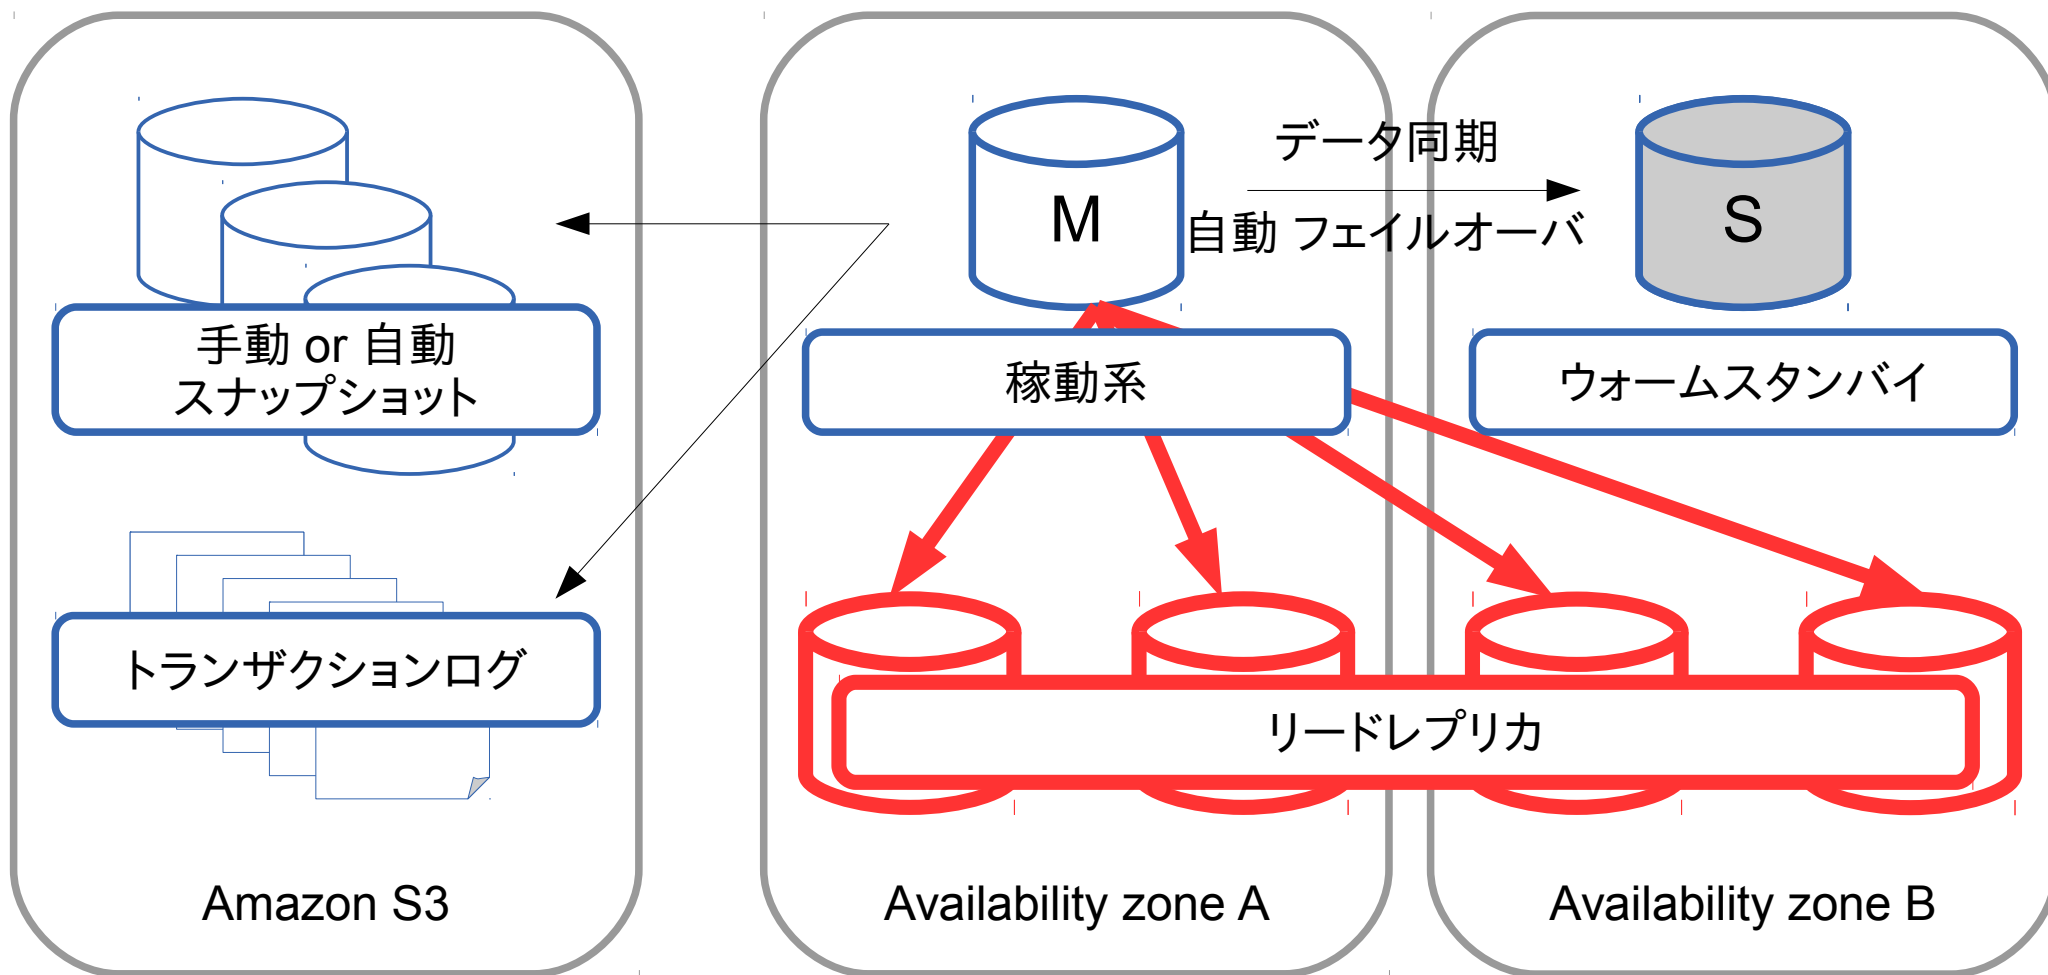 手動 or 自動
スナップショット
トランザクションログ
Amazon S3
M
稼動系
データ同期
自動 フェイルオーバ
S
ウォームスタンバイ
リードレプリカ
Availability zone A
Availability zone B